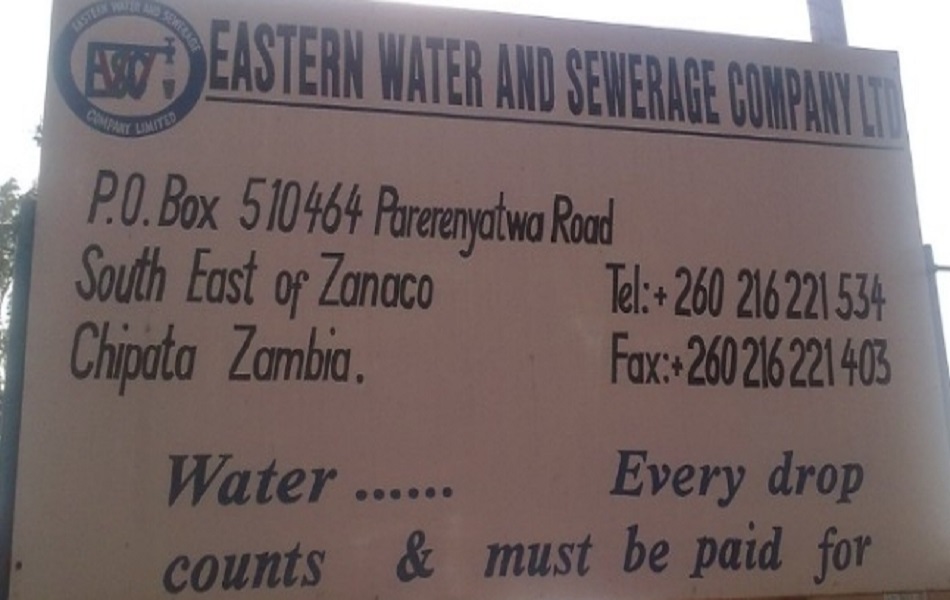 EASTERN WATER AND SEWERAGE
EWSC
COMPANY LIMITED
EASTERN WATER AND SEWERAGE COMPANY LTD
P.O. Box 510464 Parerenyatwa Road
South East of Zanaco
Tel:+ 260 216 221 534
Chipata Zambia.
Fax:+260 216 221 403
Water ...... Every drop
counts & must be paid for